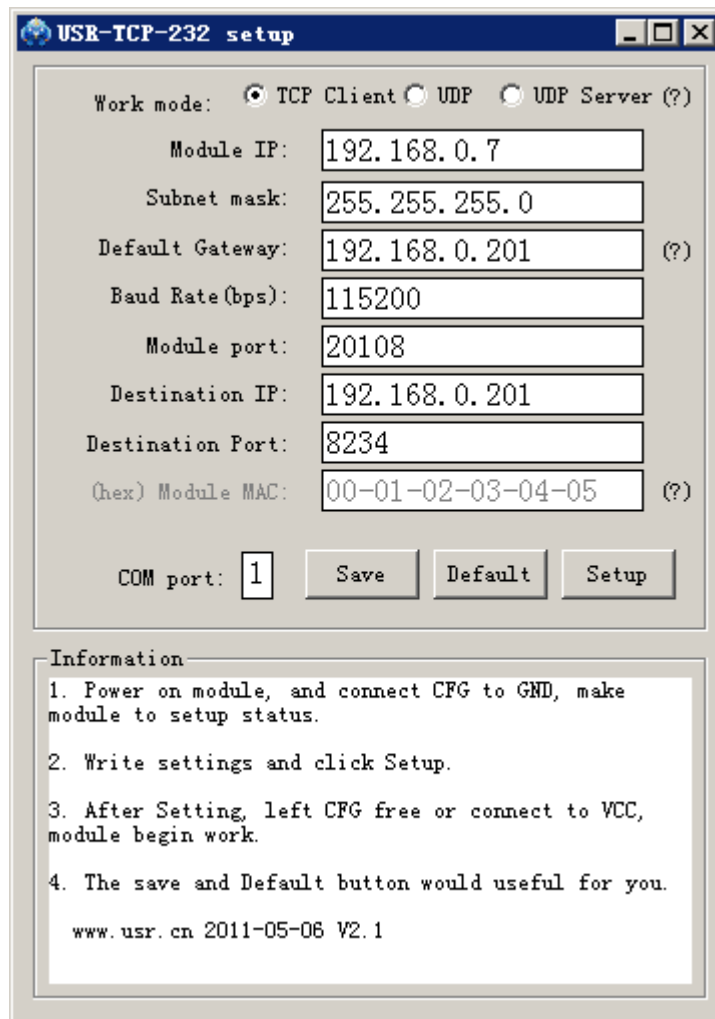 USR-TCP-232 setup
Work mode: TCP Client UDP UDP Server (?)
Module IP: 192.168.0.7
Subnet mask: 255.255.255.0
Default Gateway: 192.168.0.201 (?)
Baud Rate(bps): 115200
Module port: 20108
Destination IP: 192.168.0.201
Destination Port: 8234
(hex) Module MAC: 00-01-02-03-04-05 (?)
COM port: 1 Save Default Setup
Information
1. Power on module, and connect CFG to GND, make
module to setup status.
2. Write settings and click Setup.
3. After Setting, left CFG free or connect to VCC,
module begin work.
4. The save and Default button would useful for you.
www.usr.cn 2011-05-06 V2.1